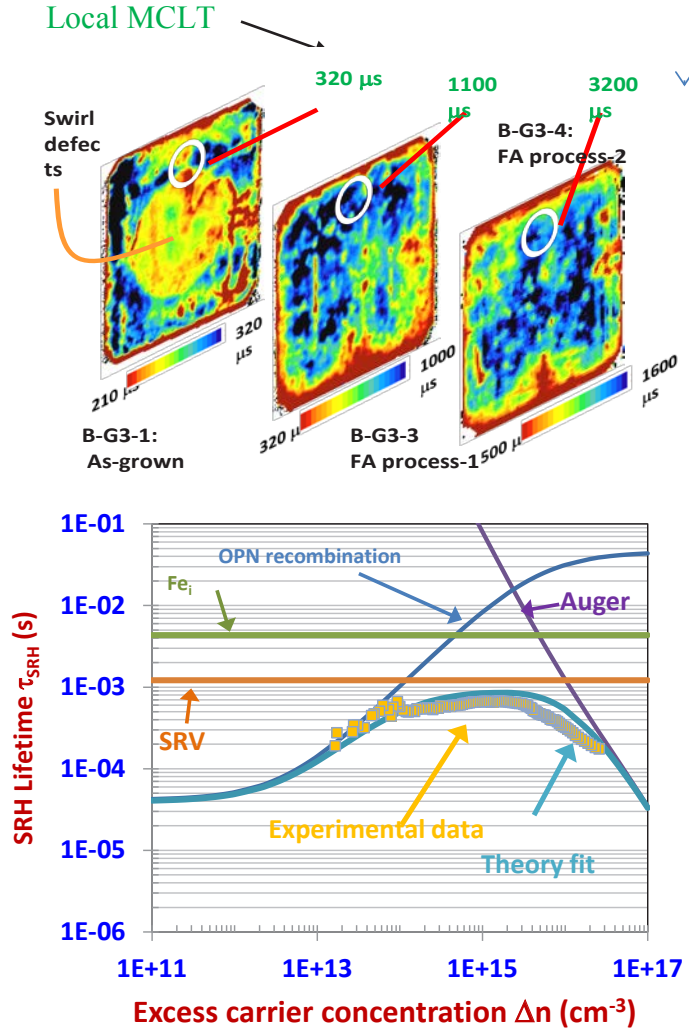 Local MCLT
320 µs
1100
µs
3200
µs
Swirl
defec
ts
B-G3-4:
FA process-2
210 µs
320
µs
320 µ
1000
µs
500 µ
1600
µs
B-G3-1:
As-grown
B-G3-3
FA process-1
SRH Lifetime τSRH (s)
1E-01
1E-02
1E-03
1E-04
1E-05
1E-06
OPN recombination
Feᵢ
Auger
SRV
Experimental data
Theory fit
1E+11
1E+13
1E+15
1E+17
Excess carrier concentration Δn (cm⁻³)